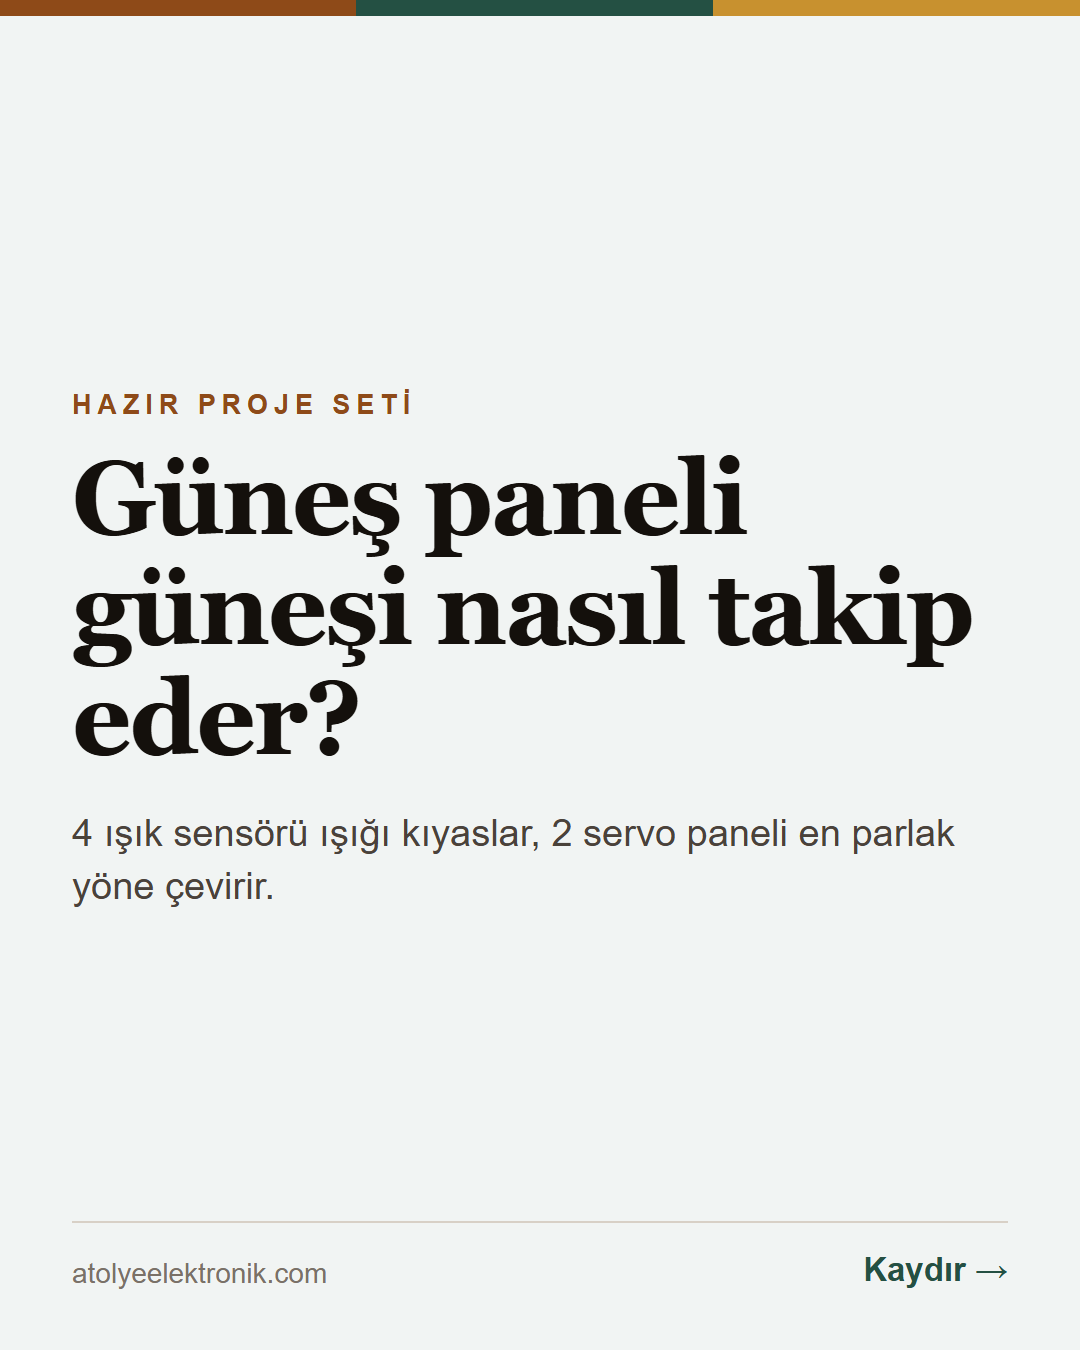 HAZIR PROJE SETİ
Güneş paneli
güneşi nasıl takip
eder?
4 ışık sensörü ışığı kıyaslar, 2 servo paneli en parlak
yöne çevirir.
atolyeelektronik.com
Kaydır →